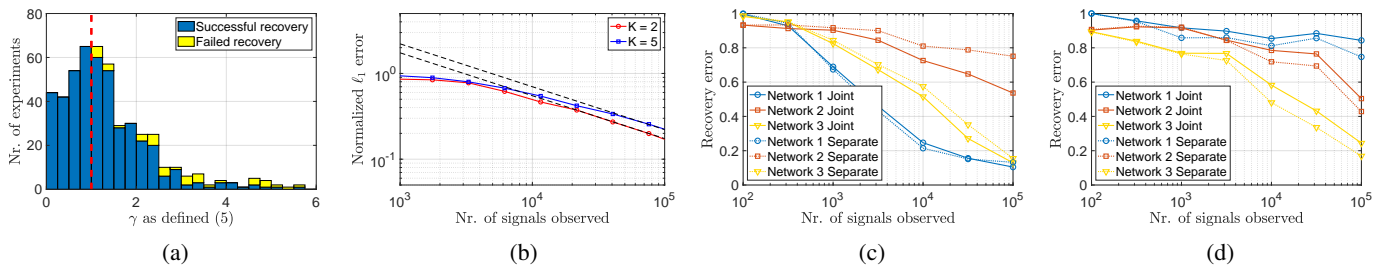 80
60
40
20
0
Nr. of experiments
Successful recovery
Failed recovery
0 2 4 6
γ as defined (5)
(a)
10^0
10^-1
Normalized ℓ1 error
K = 2
K = 5
10^3 10^4 10^5
Nr. of signals observed
(b)
1
0.8
0.6
0.4
0.2
0
Recovery error
Network 1 Joint
Network 2 Joint
Network 3 Joint
Network 1 Separate
Network 2 Separate
Network 3 Separate
10^2 10^3 10^4 10^5
Nr. of signals observed
(c)
1
0.8
0.6
0.4
0.2
0
Recovery error
Network 1 Joint
Network 2 Joint
Network 3 Joint
Network 1 Separate
Network 2 Separate
Network 3 Separate
10^2 10^3 10^4 10^5
Nr. of signals observed
(d)